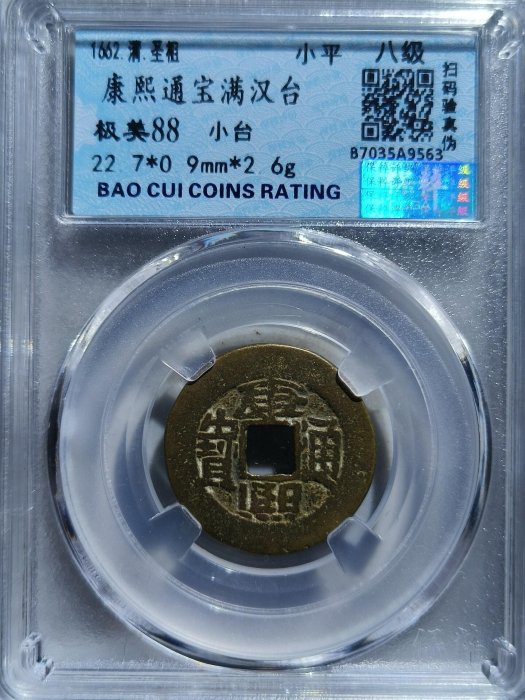 1662.清.圣祖 小平 八级
康熙通宝满汉台
极美88 小台
22 7*0 9mm*2 6g
BAO CUI COINS RATING
扫码验真伪
B7035A9563
康熙通寶